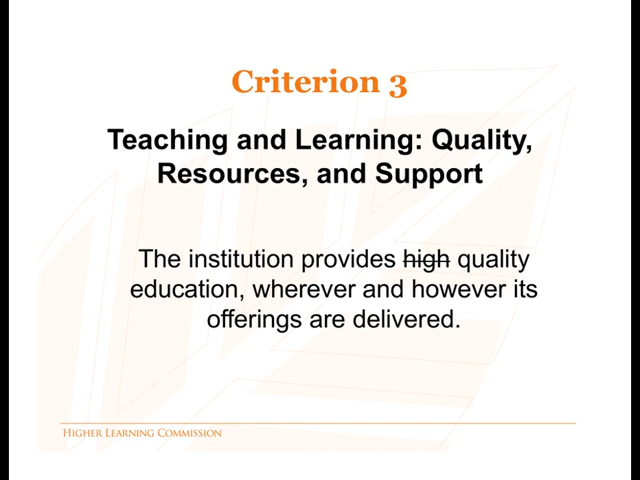 Criterion 3
Teaching and Learning: Quality,
Resources, and Support
The institution provides high quality
education, wherever and however its
offerings are delivered.
Higher Learning Commission